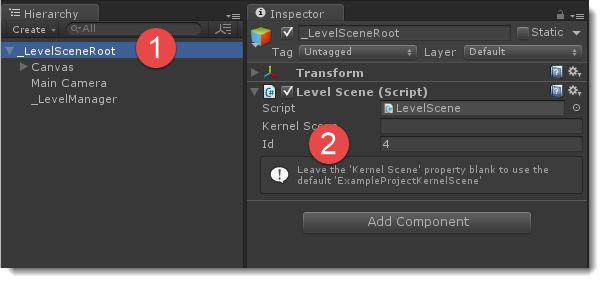 Hierarchy
Create
All
_LevelSceneRoot
1
Canvas
Main Camera
_LevelManager
Inspector
_LevelSceneRoot
Static
Tag Untagged Layer Default
Transform
Level Scene (Script)
Script LevelScene
Kernel Sce
Id 4
2
Leave the 'Kernel Scene' property blank to use the
default 'ExampleProjectKernelScene'
Add Component